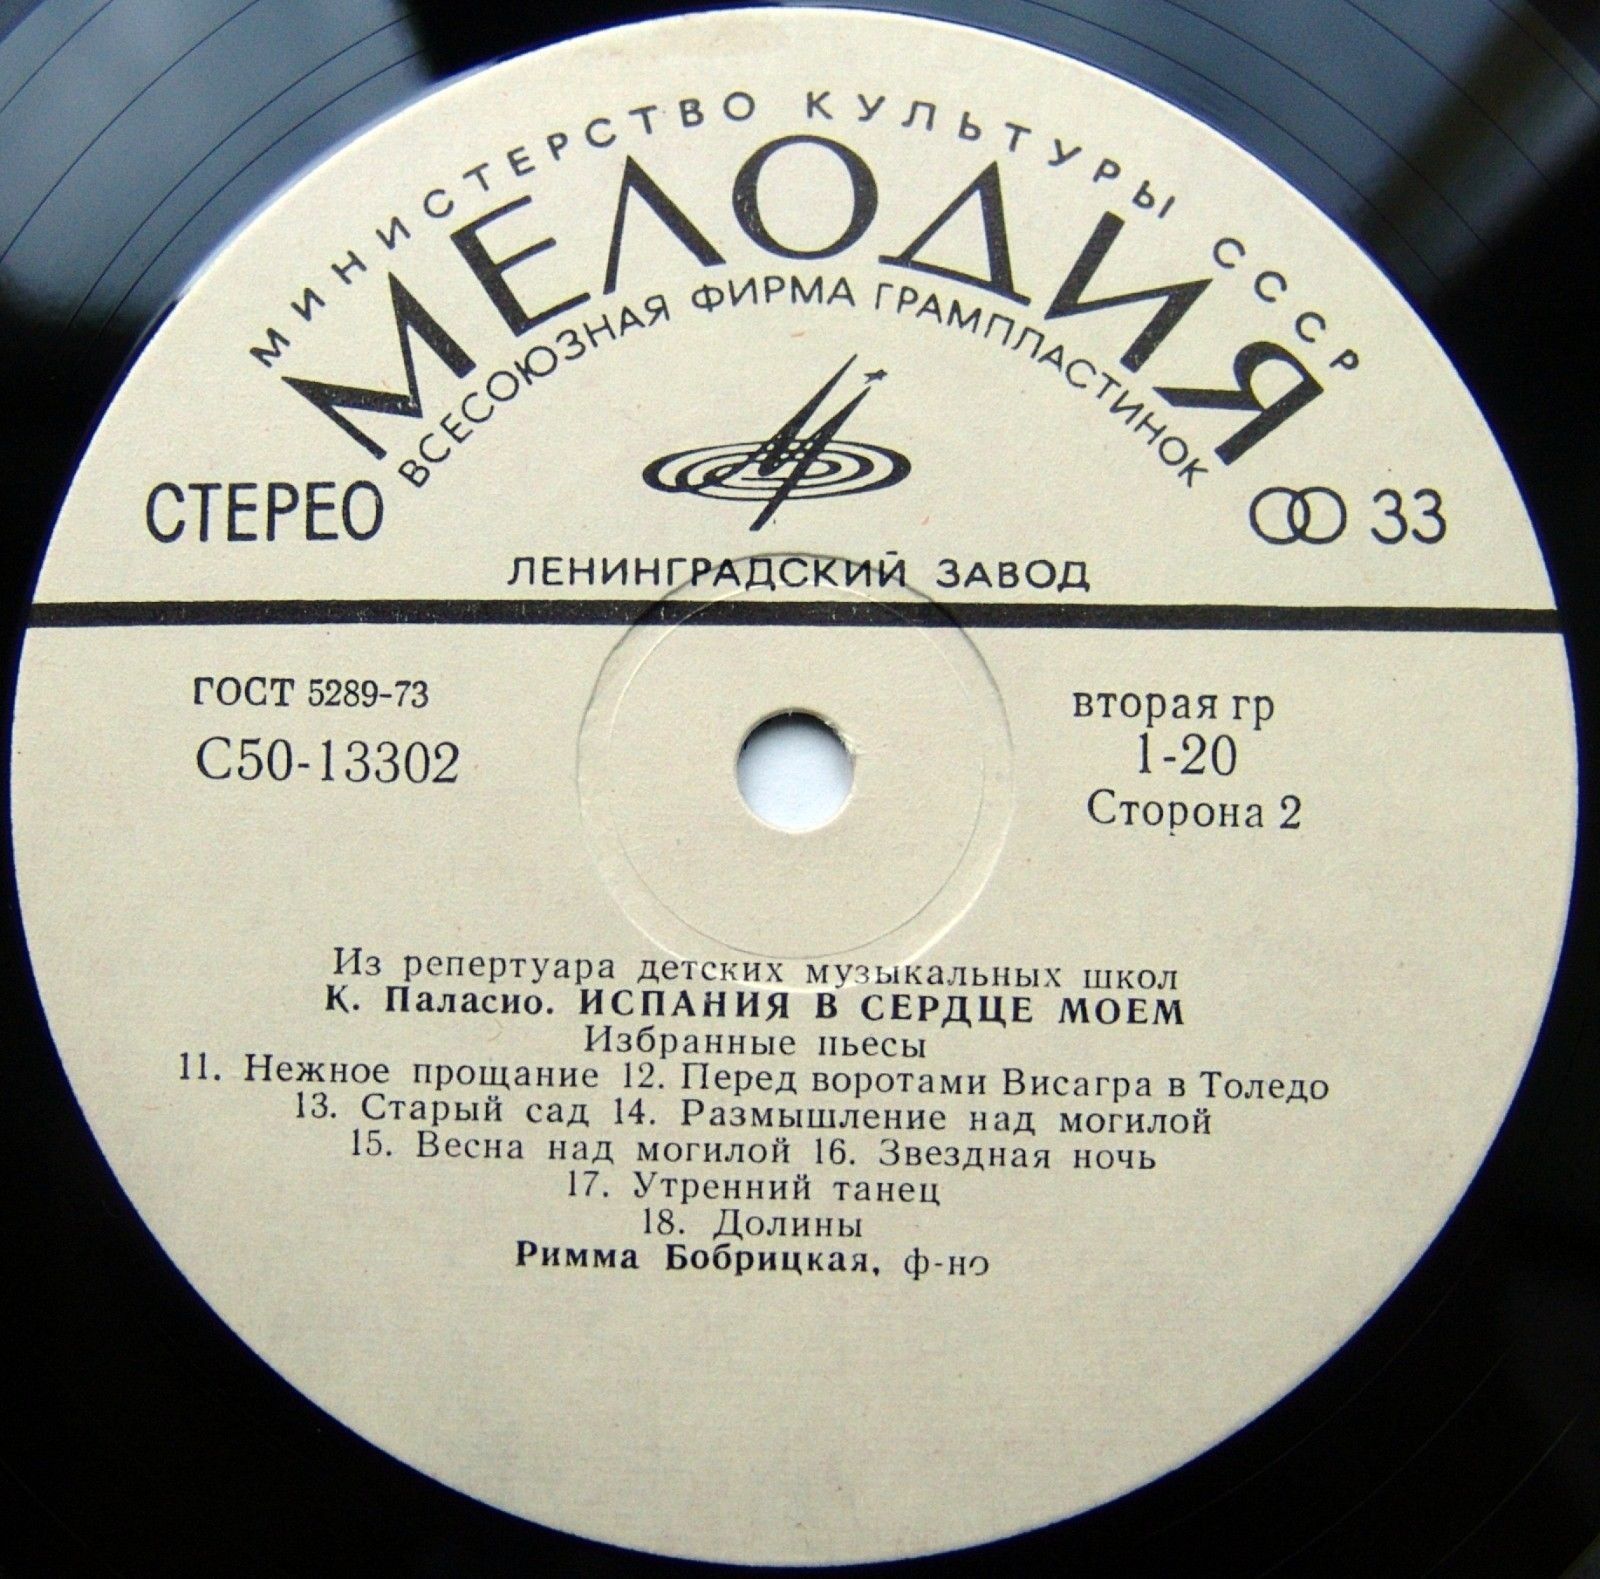 МИНИСТЕРСТВО КУЛЬТУРЫ СССР
МЕЛОДИЯ
ВСЕСОЮЗНАЯ ФИРМА ГРАМПЛАСТИНОК
СТЕРЕО
33
ЛЕНИНГРАДСКИЙ ЗАВОД
ГОСТ 5289-73
С50-13302
вторая гр
1-20
Сторона 2
Из репертуара детских музыкальных школ
К. Паласио. ИСПАНИЯ В СЕРДЦЕ МОЕМ
Избранные пьесы
11. Нежное прощание 12. Перед воротами Висагра в Толедо
13. Старый сад 14. Размышление над могилой
15. Весна над могилой 16. Звездная ночь
17. Утренний танец
18. Долины
Римма Бобрицкая, ф-но